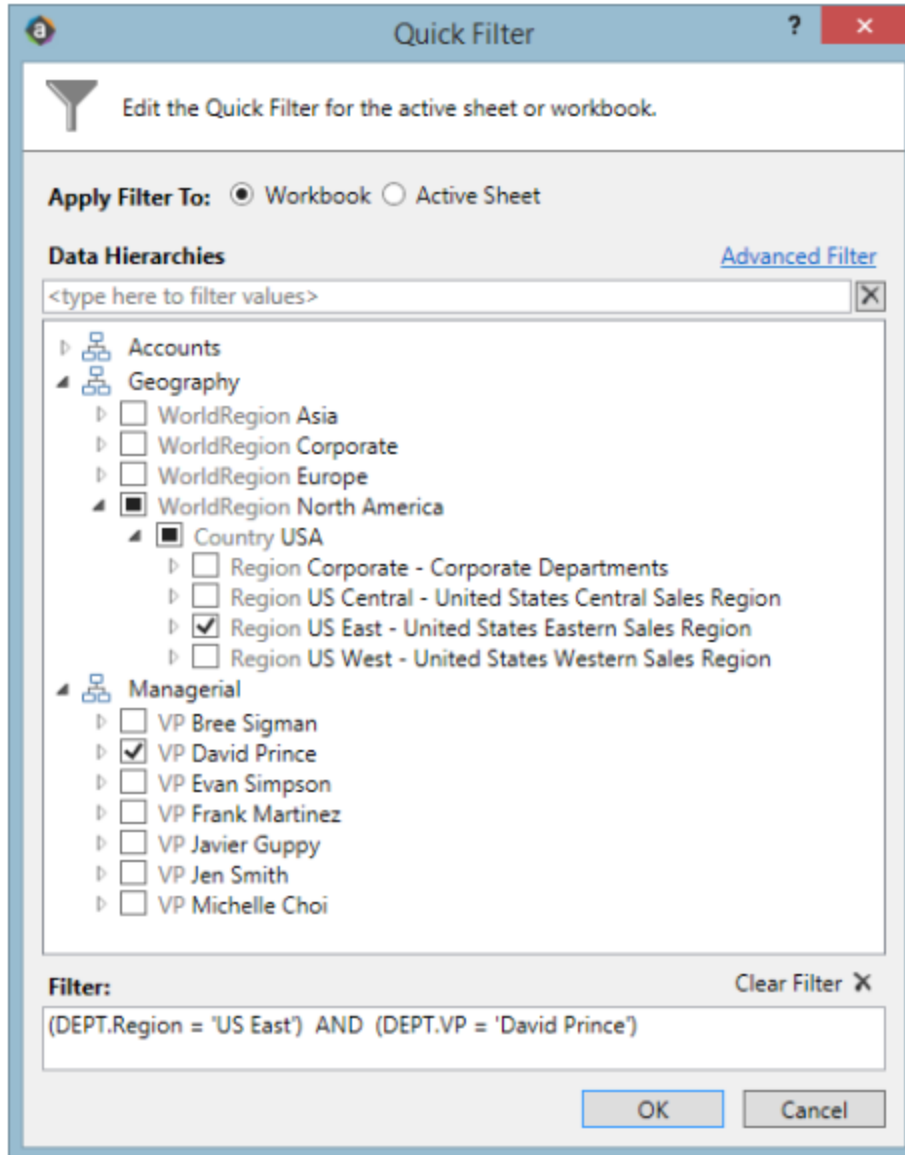 Quick Filter
?
Edit the Quick Filter for the active sheet or workbook.
Apply Filter To: Workbook Active Sheet
Data Hierarchies Advanced Filter
<type here to filter values>
Accounts
Geography
WorldRegion Asia
WorldRegion Corporate
WorldRegion Europe
WorldRegion North America
Country USA
Region Corporate - Corporate Departments
Region US Central - United States Central Sales Region
Region US East - United States Eastern Sales Region
Region US West - United States Western Sales Region
Managerial
VP Bree Sigman
VP David Prince
VP Evan Simpson
VP Frank Martinez
VP Javier Guppy
VP Jen Smith
VP Michelle Choi
Filter: Clear Filter X
(DEPT.Region = 'US East')  AND  (DEPT.VP = 'David Prince')
OK Cancel